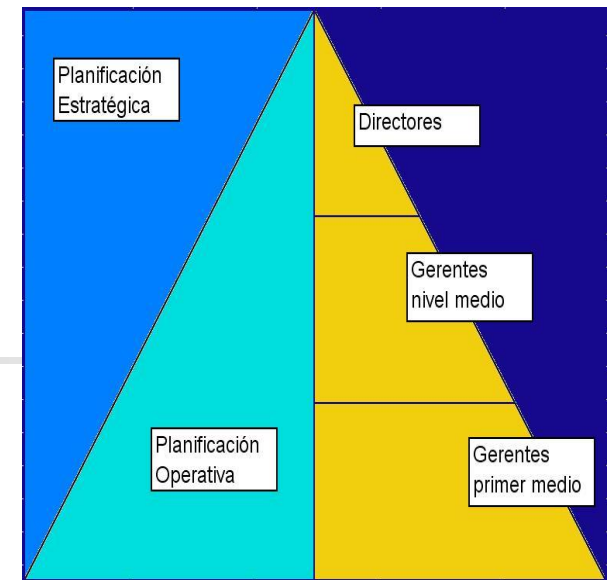 Planificación
Estratégica
Directores
Gerentes
nivel medio
Planificación
Operativa
Gerentes
primer medio